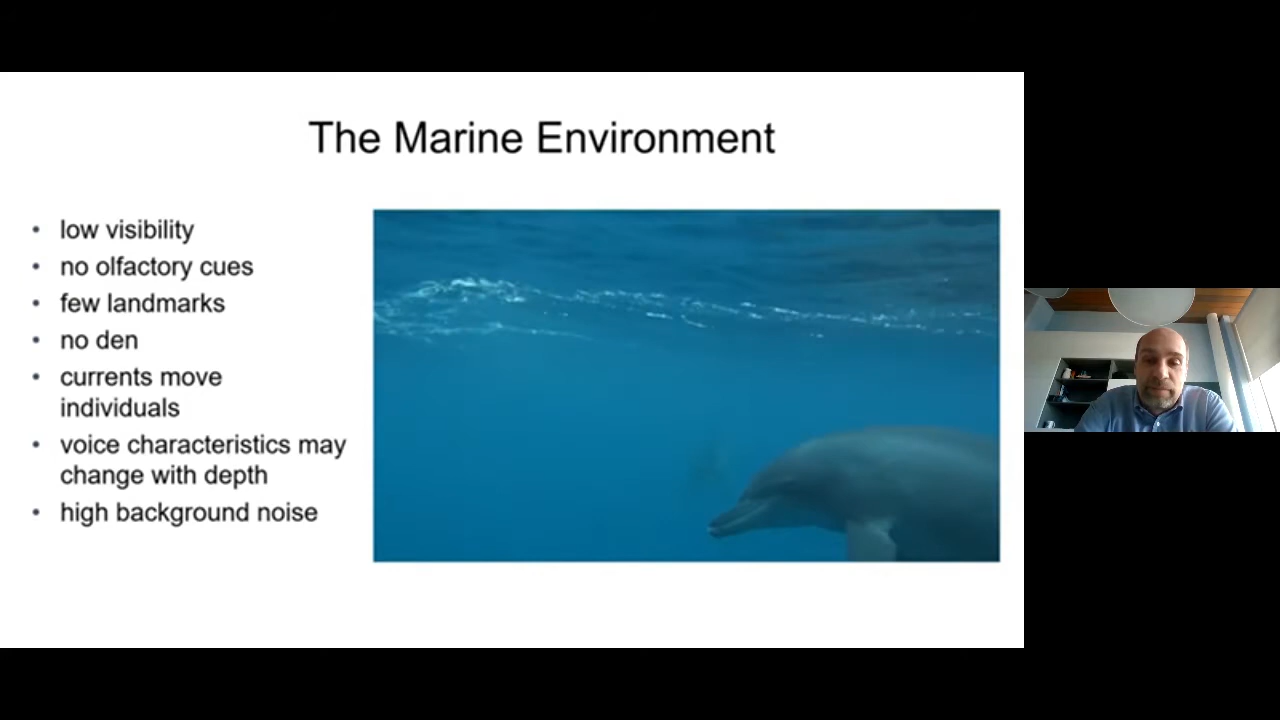 The Marine Environment
• low visibility
• no olfactory cues
• few landmarks
• no den
• currents move
individuals
• voice characteristics may
change with depth
• high background noise